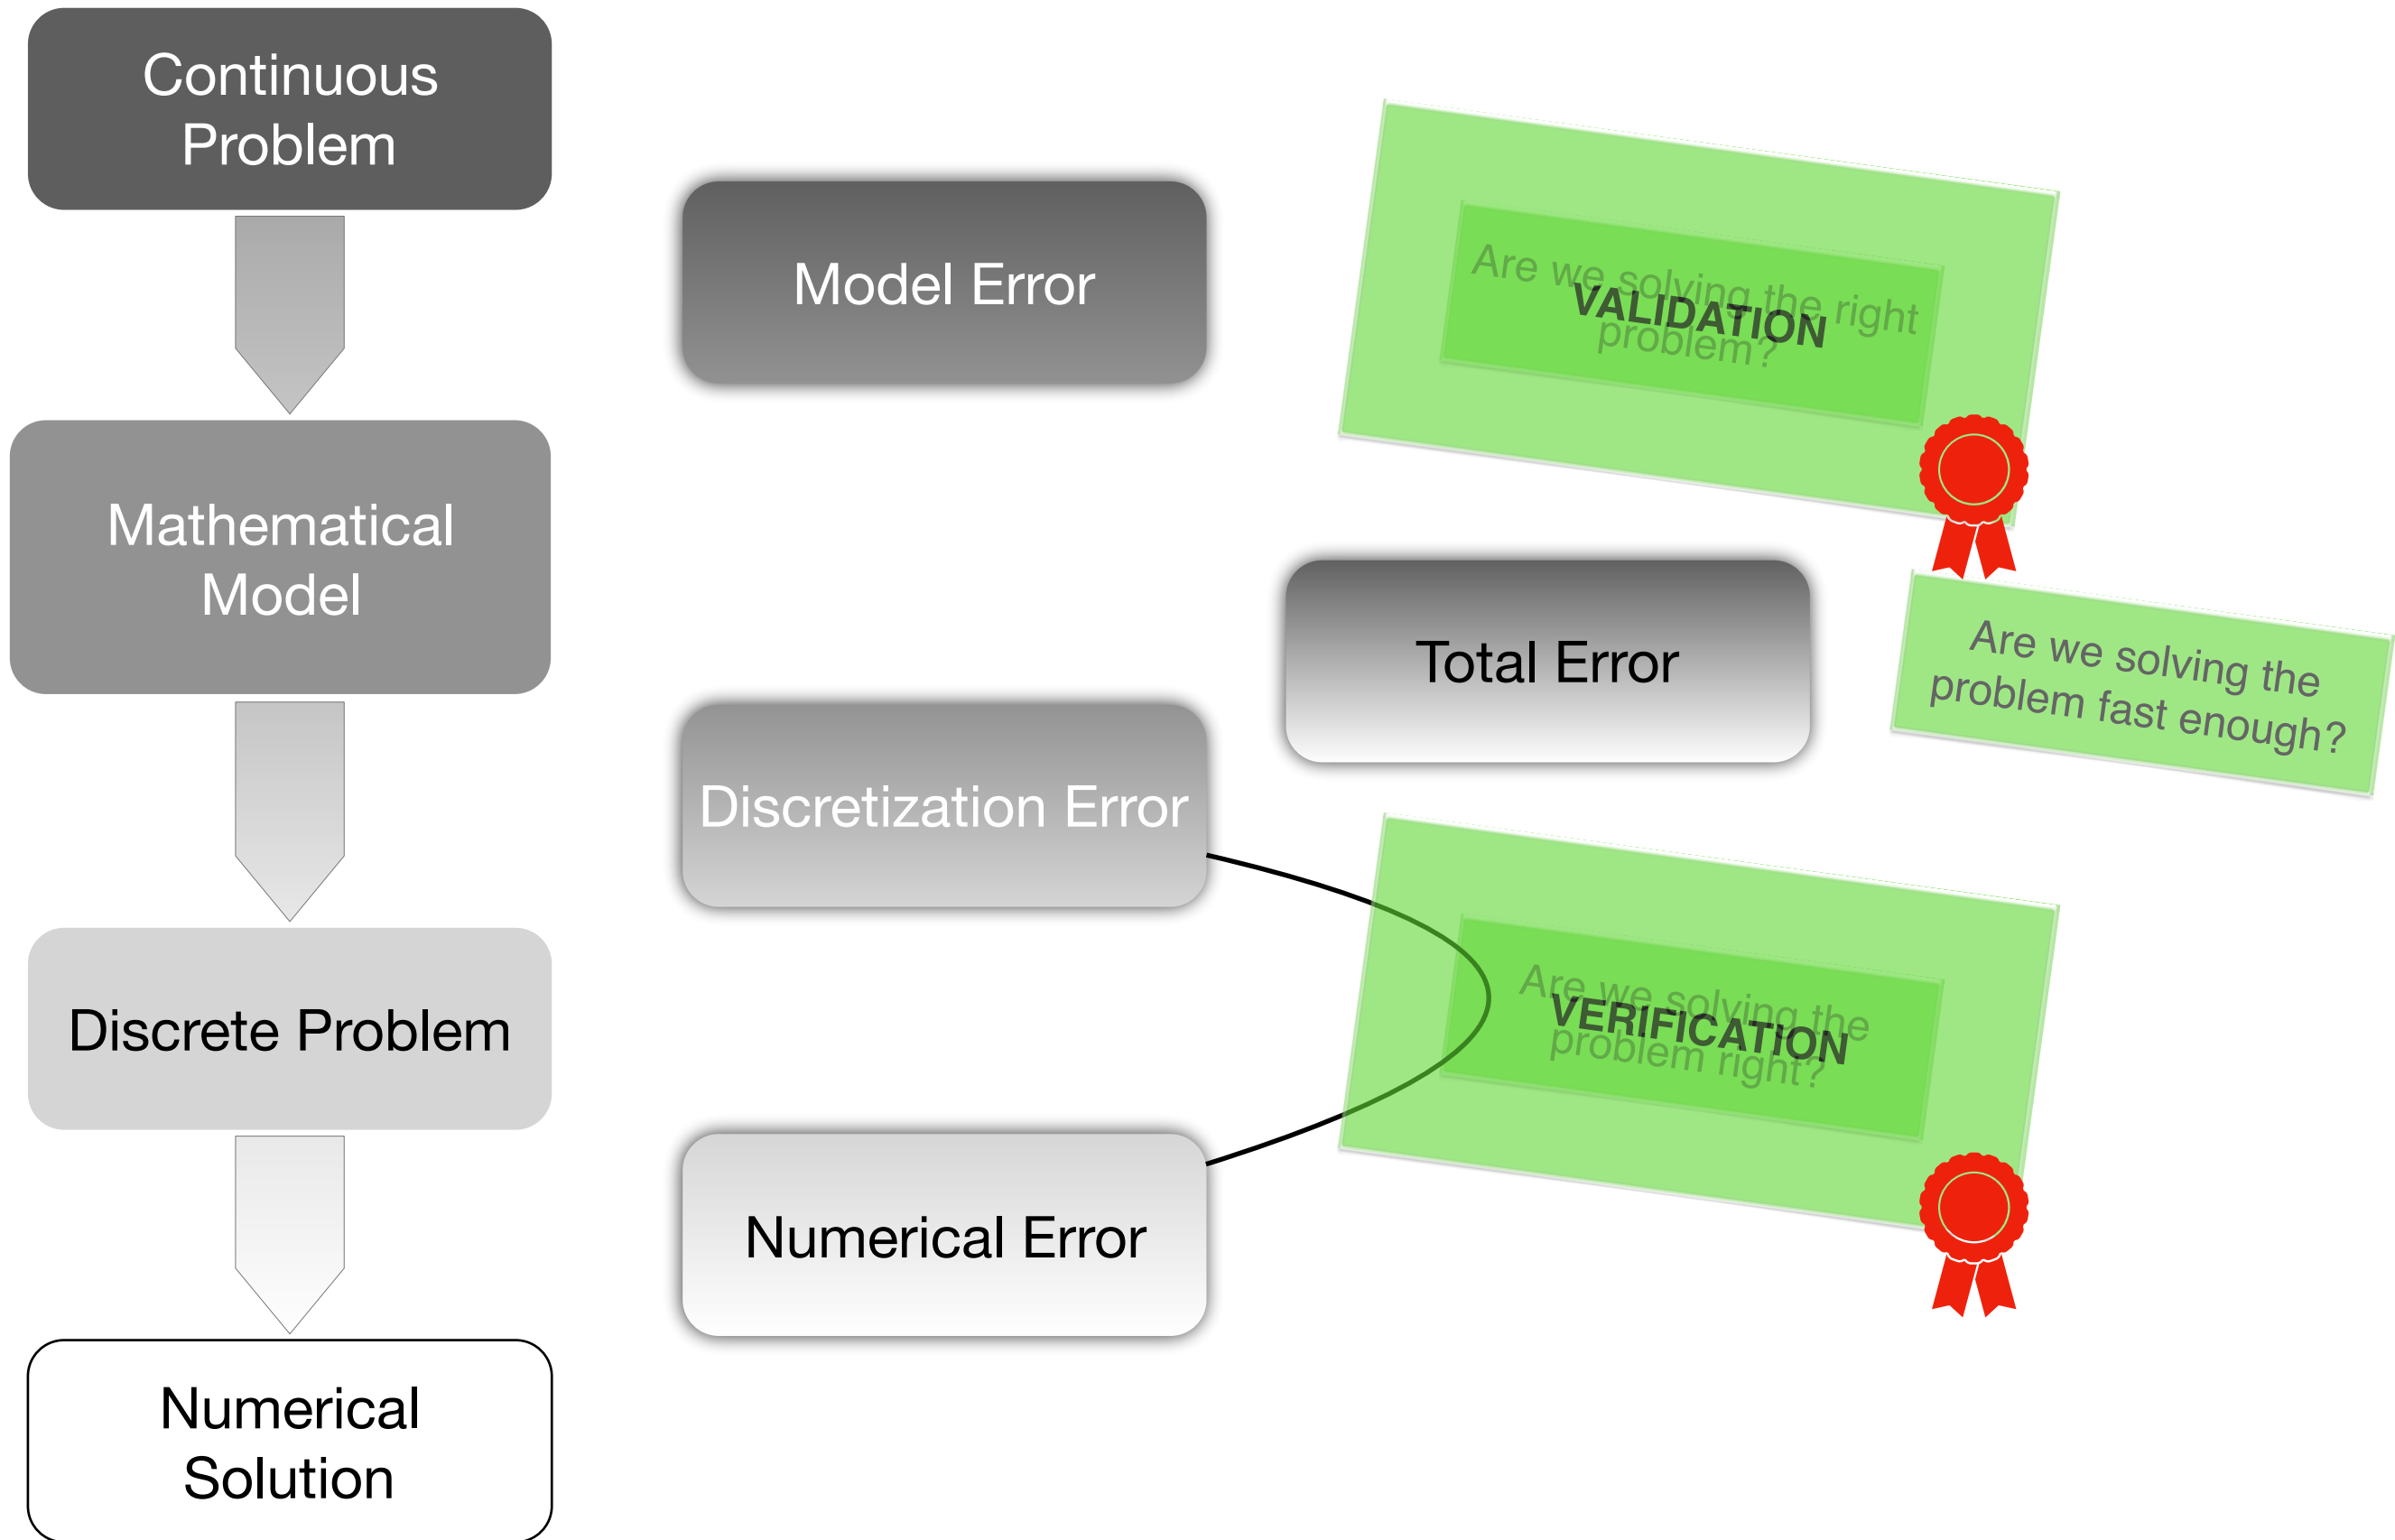 Continuous
Problem
Model Error
Are we solving the right
problem?
VALIDATION
Mathematical
Model
Total Error
Are we solving the
problem fast enough?
Discretization Error
Discrete Problem
Are we solving the
problem right?
VERIFICATION
Numerical Error
Numerical
Solution